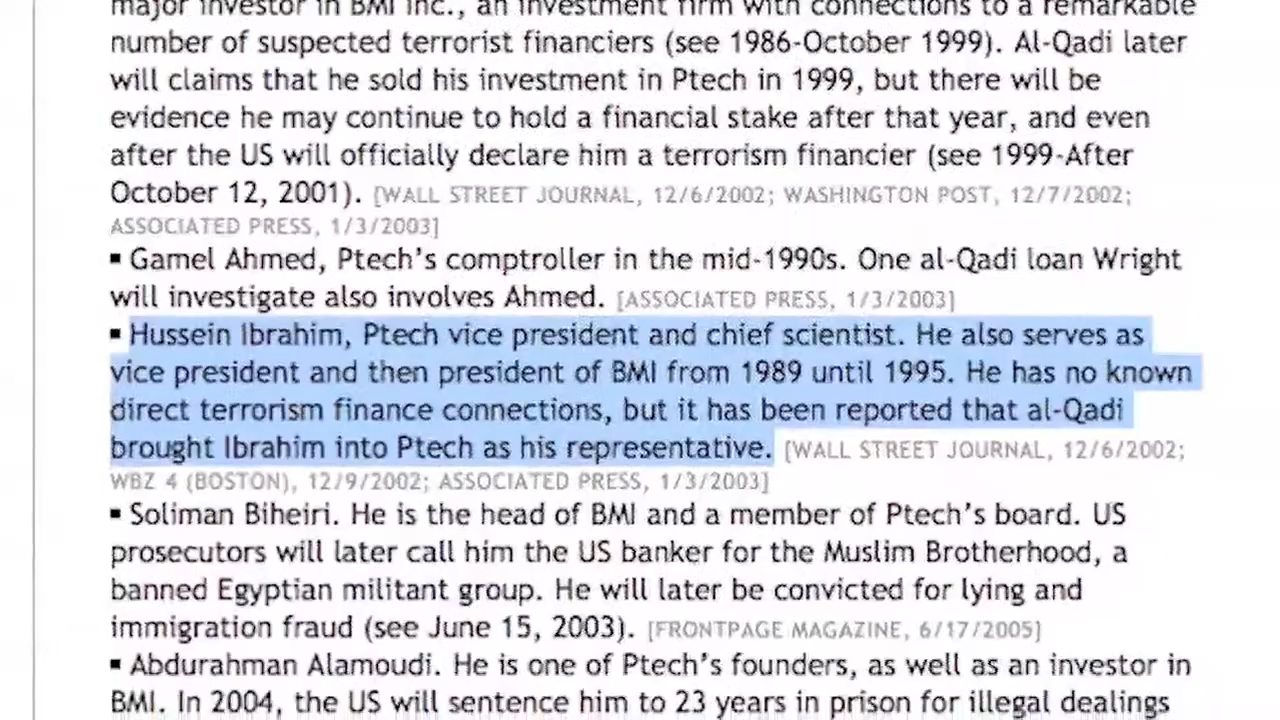 major investor in BMI Inc., an investment firm with connections to a remarkable
number of suspected terrorist financiers (see 1986-October 1999). Al-Qadi later
will claims that he sold his investment in Ptech in 1999, but there will be
evidence he may continue to hold a financial stake after that year, and even
after the US will officially declare him a terrorism financier (see 1999-After
October 12, 2001). [WALL STREET JOURNAL, 12/6/2002; WASHINGTON POST, 12/7/2002;
ASSOCIATED PRESS, 1/3/2003]
▪ Gamel Ahmed, Ptech’s comptroller in the mid-1990s. One al-Qadi loan Wright
will investigate also involves Ahmed. [ASSOCIATED PRESS, 1/3/2003]
▪ Hussein Ibrahim, Ptech vice president and chief scientist. He also serves as
vice president and then president of BMI from 1989 until 1995. He has no known
direct terrorism finance connections, but it has been reported that al-Qadi
brought Ibrahim into Ptech as his representative. [WALL STREET JOURNAL, 12/6/2002;
WBZ 4 (BOSTON), 12/9/2002; ASSOCIATED PRESS, 1/3/2003]
▪ Soliman Biheiri. He is the head of BMI and a member of Ptech’s board. US
prosecutors will later call him the US banker for the Muslim Brotherhood, a
banned Egyptian militant group. He will later be convicted for lying and
immigration fraud (see June 15, 2003). [FRONTPAGE MAGAZINE, 6/17/2005]
▪ Abdurahman Alamoudi. He is one of Ptech’s founders, as well as an investor in
BMI. In 2004, the US will sentence him to 23 years in prison for illegal dealings